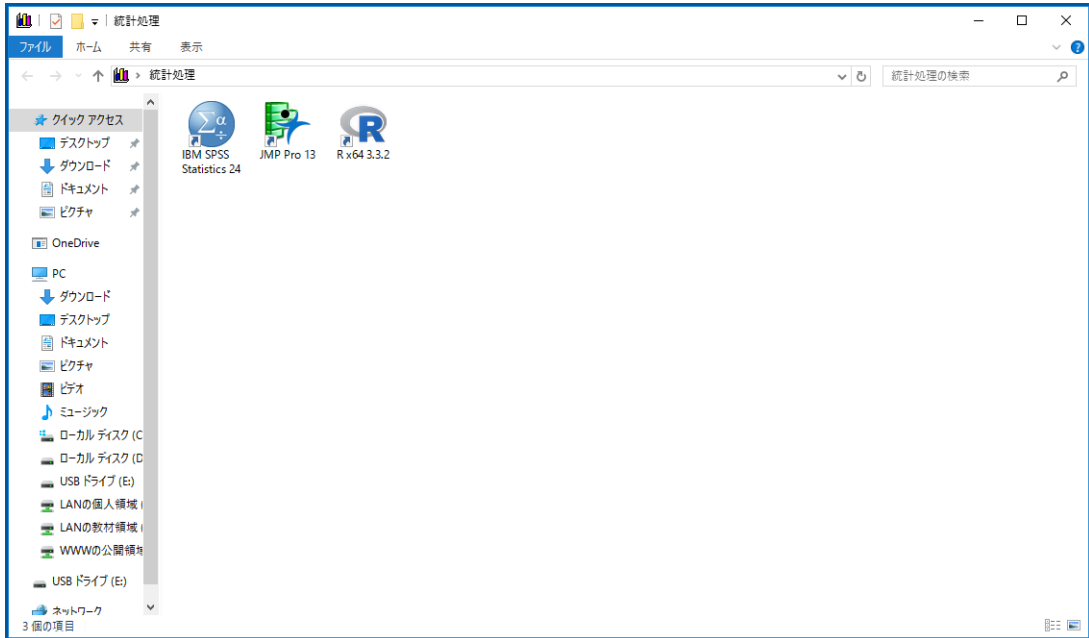 統計処理
ファイル ホーム 共有 表示
統計処理 統計処理の検索
クイック アクセス
デスクトップ
ダウンロード
ドキュメント
ピクチャ
OneDrive
PC
ダウンロード
デスクトップ
ドキュメント
ピクチャ
ビデオ
ミュージック
ローカル ディスク (C
ローカル ディスク (D
USB ドライブ (E:)
LANの個人領域 (
LANの教材領域 (
WWWの公開領域
USB ドライブ (E:)
ネットワーク
IBM SPSS
Statistics 24
JMP Pro 13
R x64 3.3.2
3 個の項目